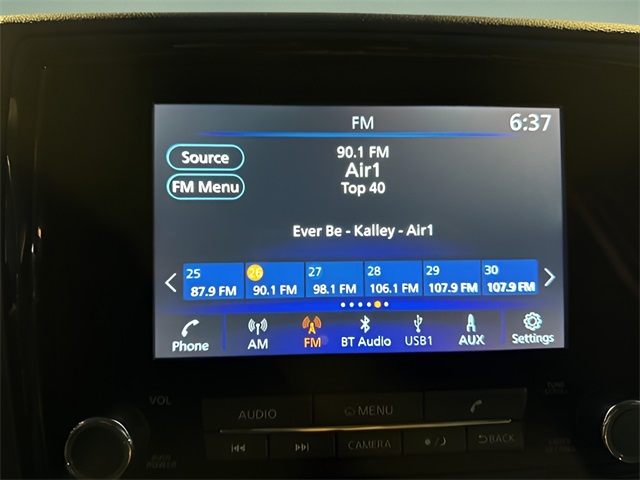 FM
6:37
Source
90.1 FM
FM Menu
Air1
Top 40
Ever Be - Kalley - Air1
25 26 27 28 29 30
87.9 FM 90.1 FM 98.1 FM 106.1 FM 107.9 FM 107.9 FM
Phone AM FM BT Audio USB1 AUX Settings
VOL
AUDIO MENU
CAMERA BACK
PUSH
POWER